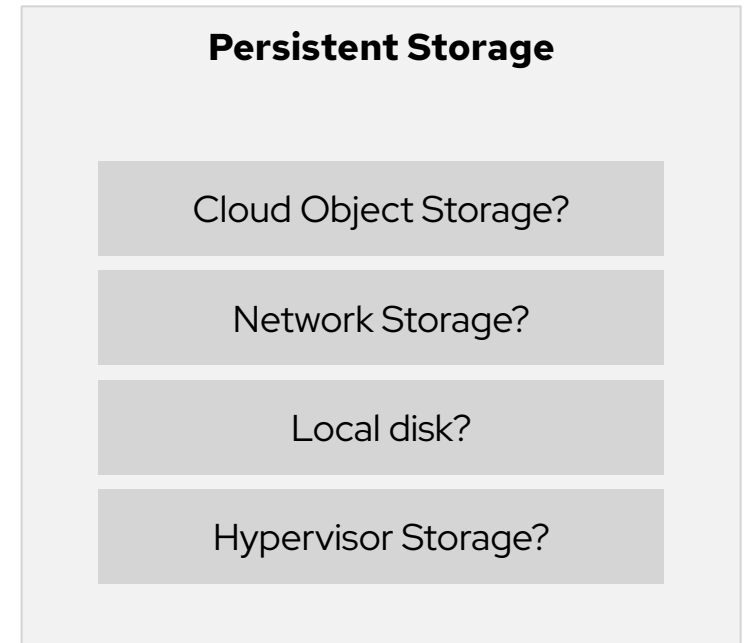 Persistent Storage
Cloud Object Storage?
Network Storage?
Local disk?
Hypervisor Storage?